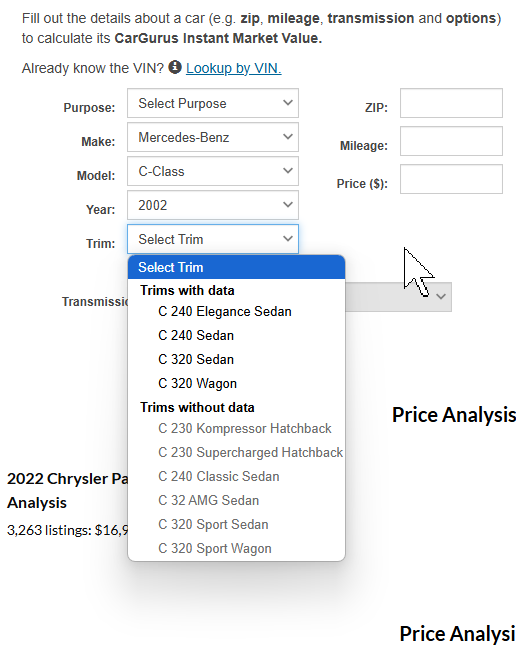 Fill out the details about a car (e.g. zip, mileage, transmission and options)
to calculate its CarGurus Instant Market Value.
Already know the VIN? Lookup by VIN.
Purpose: Select Purpose
ZIP:
Make: Mercedes-Benz
Mileage:
Model: C-Class
Price ($):
Year: 2002
Trim: Select Trim
Select Trim
Trims with data
Transmissio
C 240 Elegance Sedan
C 240 Sedan
C 320 Sedan
C 320 Wagon
Trims without data
Price Analysis
C 230 Kompressor Hatchback
C 230 Supercharged Hatchback
C 240 Classic Sedan
C 32 AMG Sedan
C 320 Sport Sedan
C 320 Sport Wagon
2022 Chrysler Pa
Analysis
3,263 listings: $16,9
Price Analysi